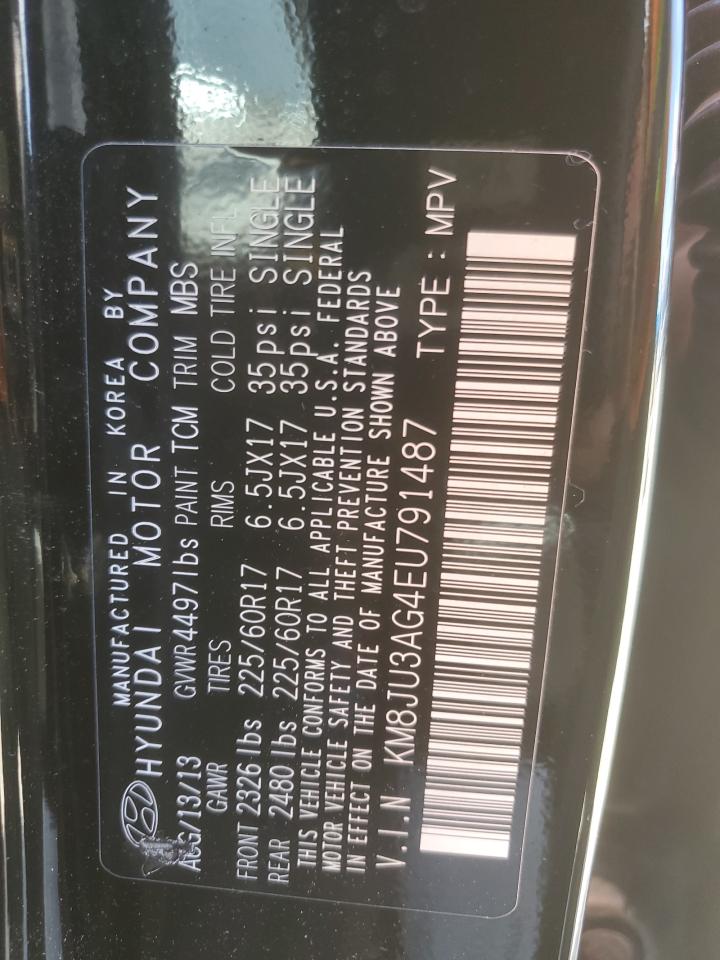 MANUFACTURED IN KOREA BY
HYUNDAI MOTOR COMPANY
AUG/13/13 GVWR4497lbs PAINT TCM TRIM MBS
GAWR TIRES RIMS COLD TIRE INFL
FRONT 2326 lbs 225/60R17 6.5JX17 35psi SINGLE
REAR 2480 lbs 225/60R17 6.5JX17 35psi SINGLE
THIS VEHICLE CONFORMS TO ALL APPLICABLE U.S.A. FEDERAL
MOTOR VEHICLE SAFETY AND THEFT PREVENTION STANDARDS
IN EFFECT ON THE DATE OF MANUFACTURE SHOWN ABOVE
V.I.N KM8JU3AG4EU791487 TYPE : MPV